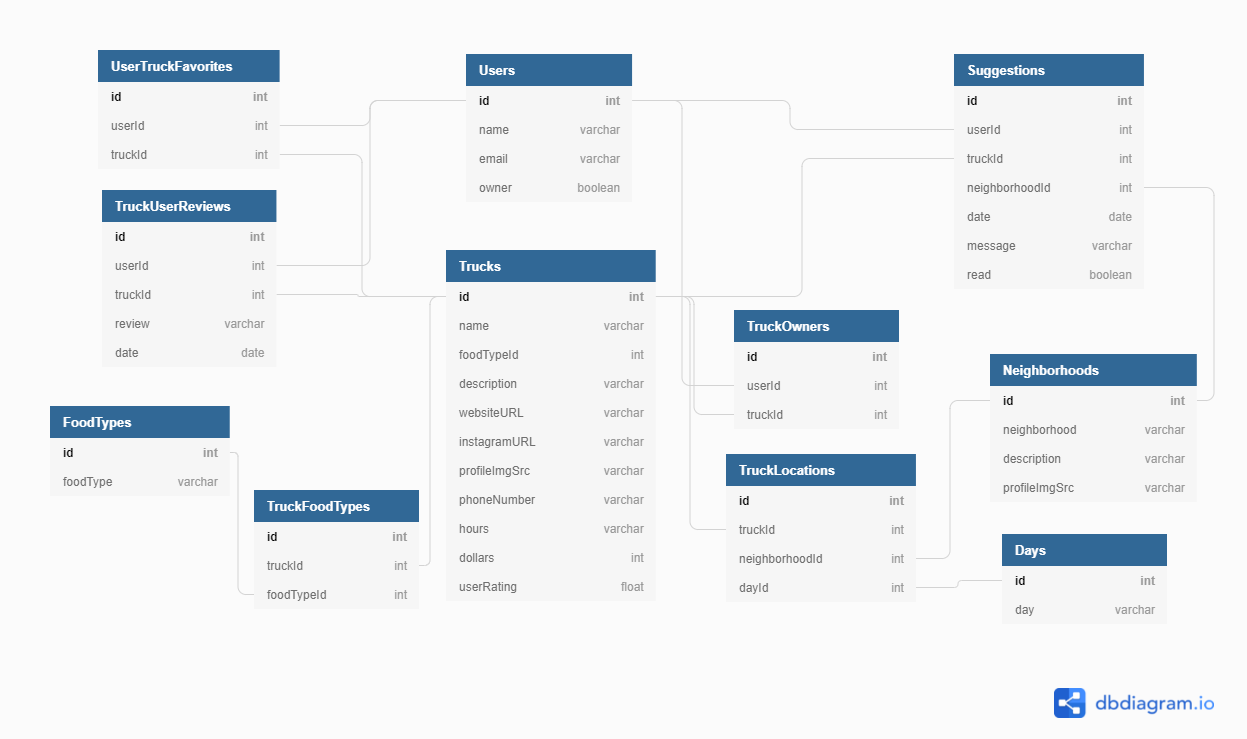 UserTruckFavorites
id int
userId int
truckId int
TruckUserReviews
id int
userId int
truckId int
review varchar
date date
FoodTypes
id int
foodType varchar
TruckFoodTypes
id int
truckId int
foodTypeId int
Users
id int
name varchar
email varchar
owner boolean
Trucks
id int
name varchar
foodTypeId int
description varchar
websiteURL varchar
instagramURL varchar
profileImgSrc varchar
phoneNumber varchar
hours varchar
dollars int
userRating float
TruckOwners
id int
userId int
truckId int
TruckLocations
id int
truckId int
neighborhoodId int
dayId int
Suggestions
id int
userId int
truckId int
neighborhoodId int
date date
message varchar
read boolean
Neighborhoods
id int
neighborhood varchar
description varchar
profileImgSrc varchar
Days
id int
day varchar
dbdiagram.io